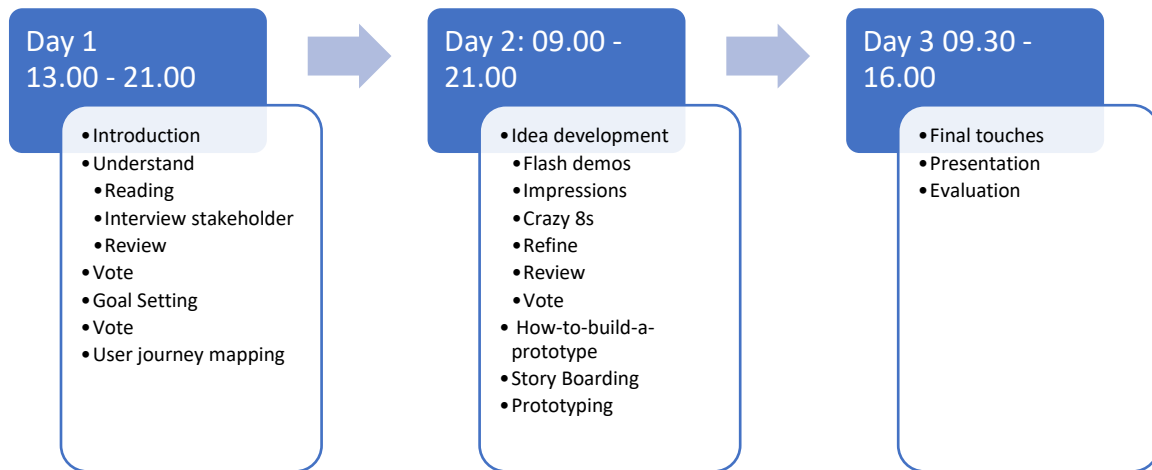 Day 1
13.00 - 21.00
•Introduction
•Understand
•Reading
•Interview stakeholder
•Review
•Vote
•Goal Setting
•Vote
•User journey mapping
Day 2: 09.00 -
21.00
•Idea development
•Flash demos
•Impressions
•Crazy 8s
•Refine
•Review
•Vote
• How-to-build-a-
prototype
•Story Boarding
•Prototyping
Day 3 09.30 -
16.00
•Final touches
•Presentation
•Evaluation